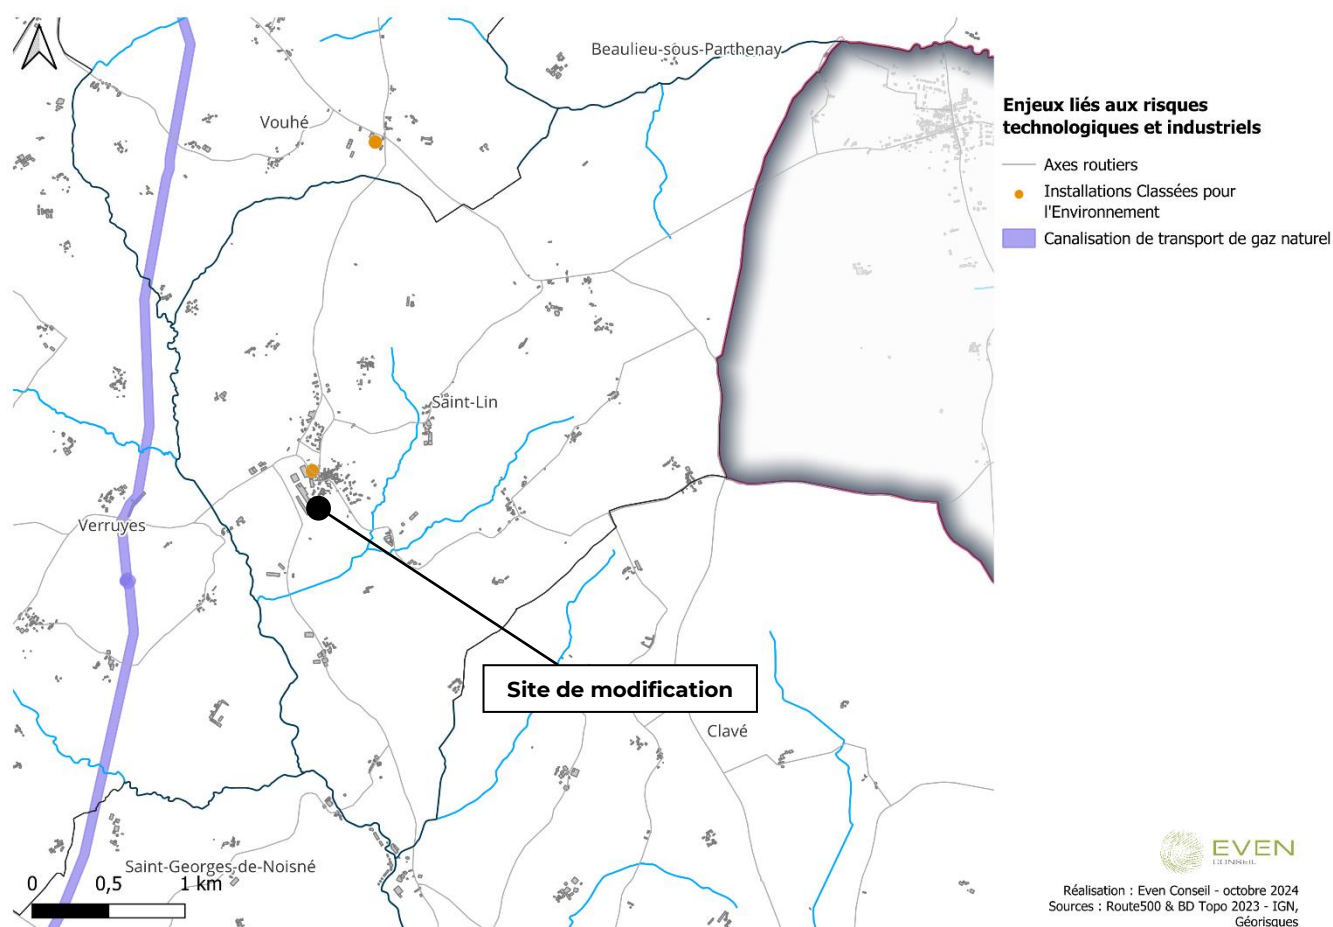 Beaulieu-sous-Parthenay
Vouhé
Saint-Lin
Verruyes
Site de modification
Clavé
Saint-Georges-de-Noisné
0 0,5 1 km
Enjeux liés aux risques
technologiques et industriels
Axes routiers
Installations Classées pour
l'Environnement
Canalisation de transport de gaz naturel
EVEN
CONSEIL
Réalisation : Even Conseil - octobre 2024
Sources : Route500 & BD Topo 2023 - IGN,
Géorisques